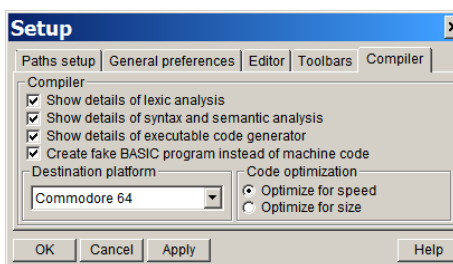 Setup
Paths setup General preferences Editor Toolbars Compiler
Compiler
Show details of lexic analysis
Show details of syntax and semantic analysis
Show details of executable code generator
Create fake BASIC program instead of machine code
Destination platform Code optimization
Commodore 64 Optimize for speed
Optimize for size
OK Cancel Apply Help